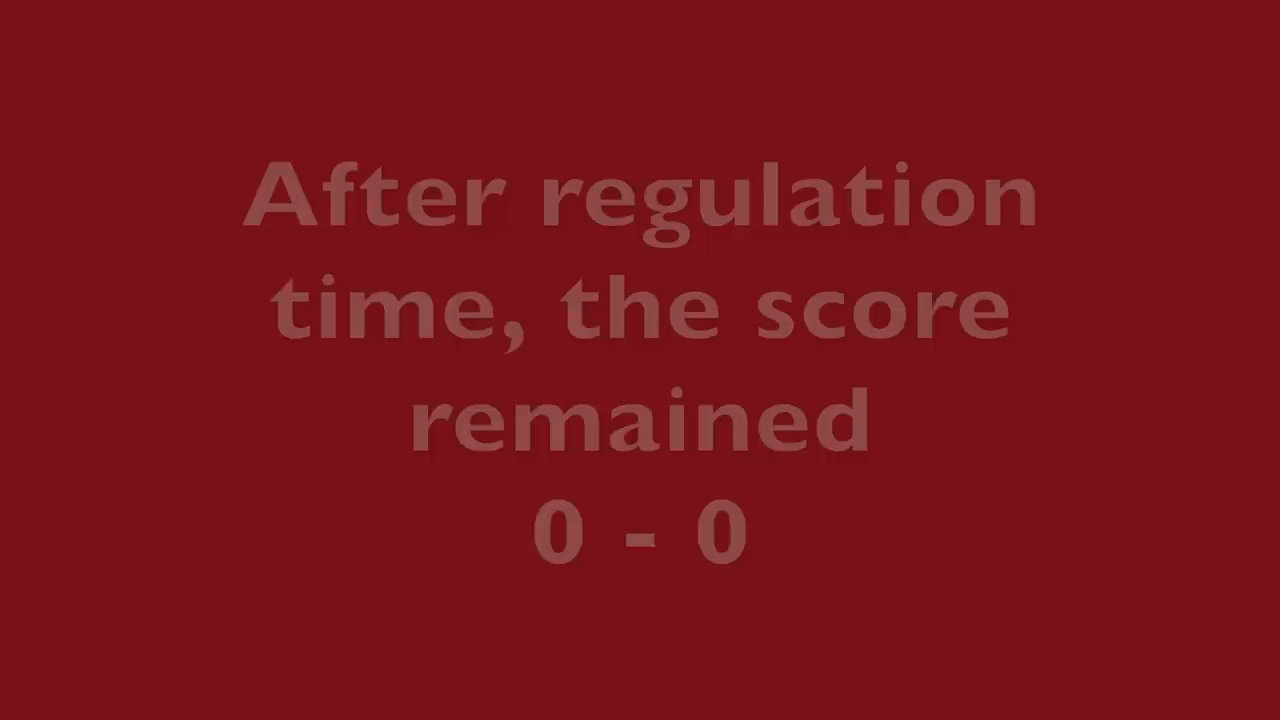 After regulation
time, the score
remained
0 - 0